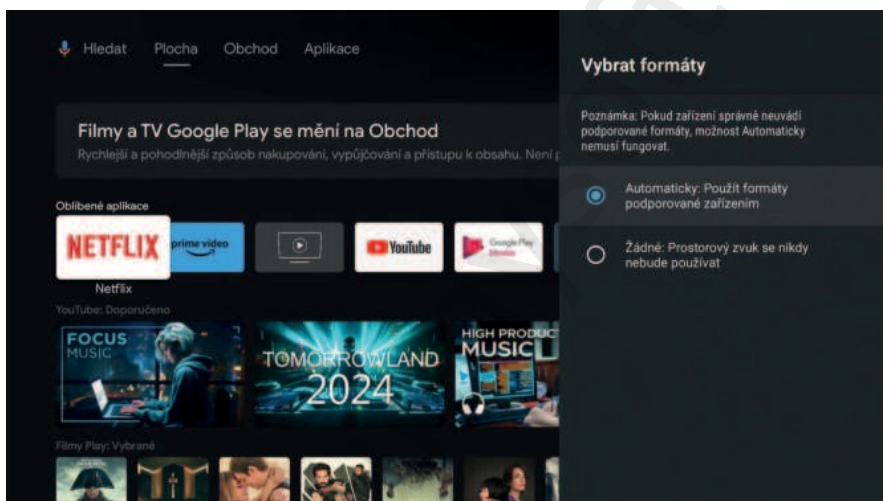 Hledat Plocha Obchod Aplikace
Filmy a TV Google Play se mění na Obchod
Rychlejší a pohodlnější způsob nakupování, vypůjčování a přístupu k obsahu. Není
Oblíbené aplikace
NETFLIX prime video YouTube Google Play Movies
Netflix
YouTube: Doporučeno
FOCUS
MUSIC
TOMORROWLAND
2024
HIGH PRODUCT
MUSIC
Filmy Play: Vybrané
Vybrat formáty
Poznámka: Pokud zařízení správně neuvádí
podporované formáty, možnost Automaticky
nemusí fungovat.
Automaticky: Použít formáty
podporované zařízením
Žádné: Prostorový zvuk se nikdy
nebude používat